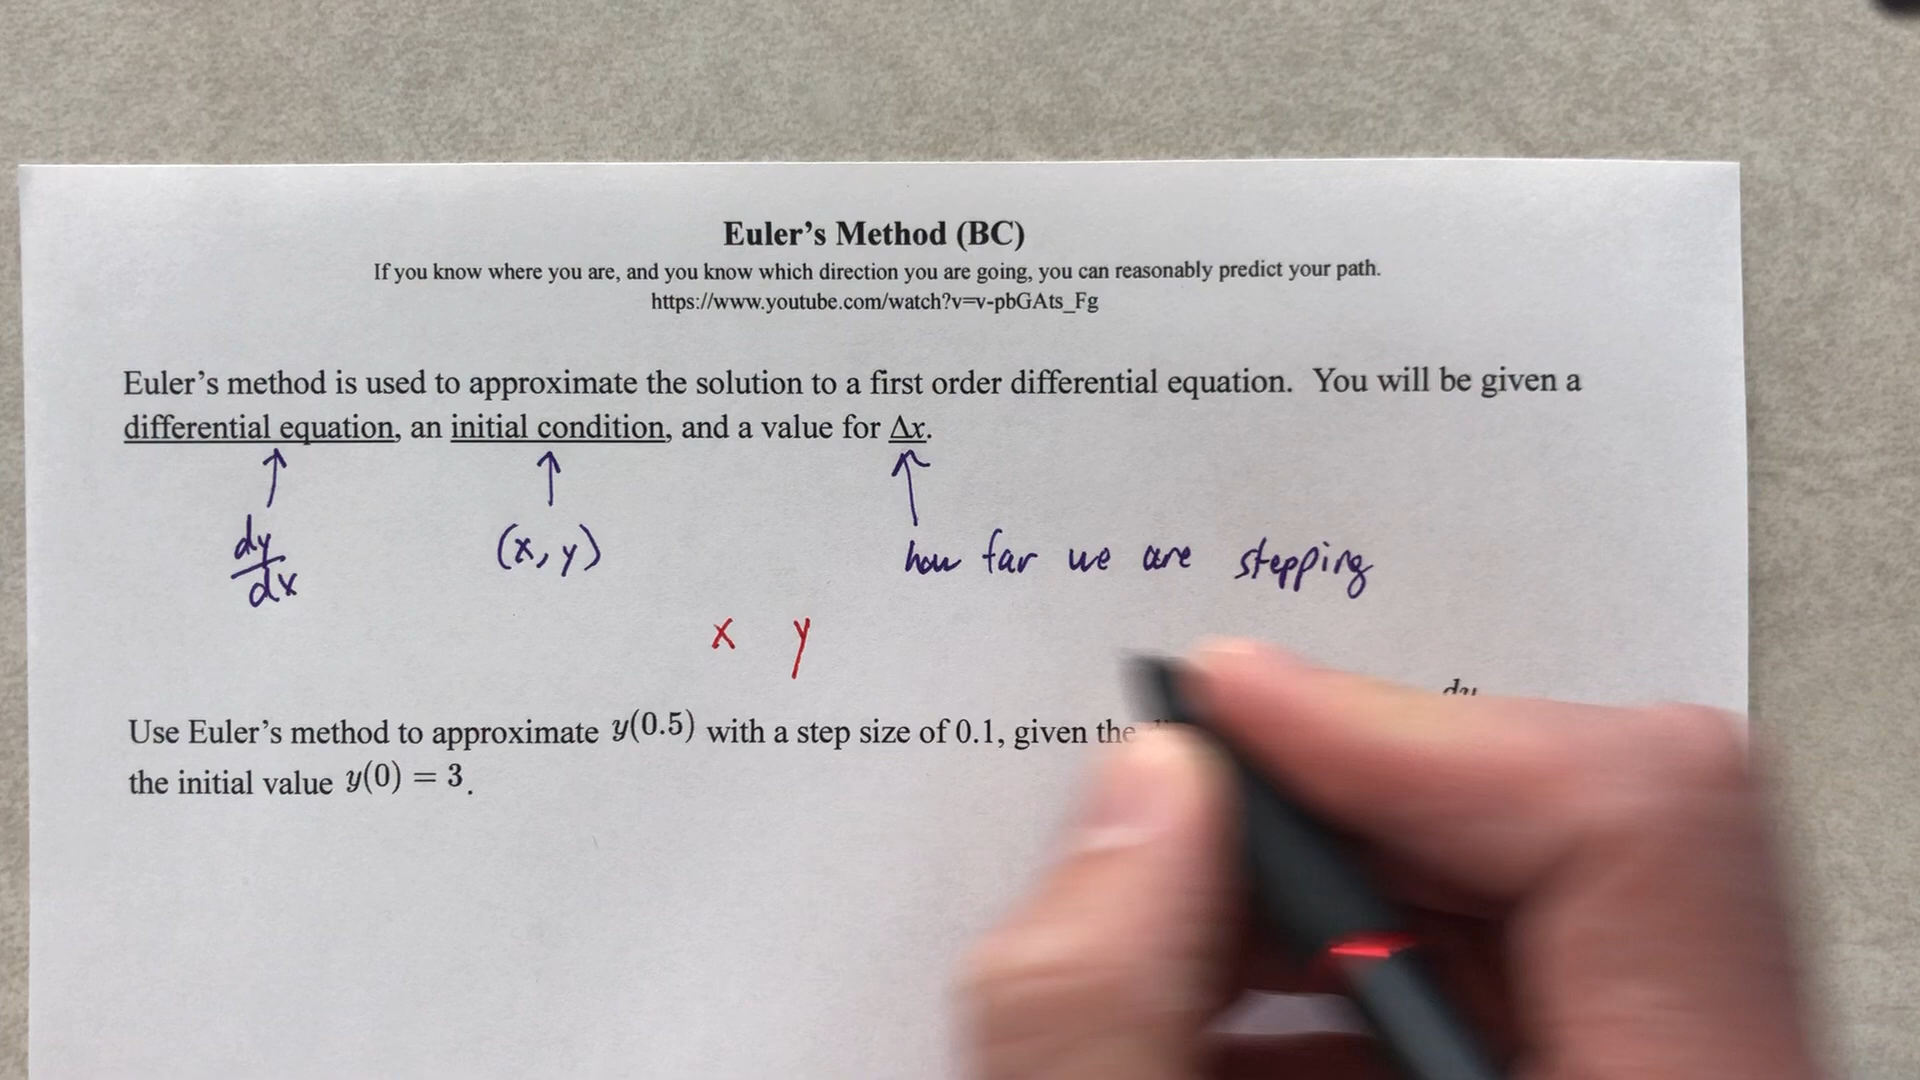 Euler's Method (BC)
If you know where you are, and you know which direction you are going, you can reasonably predict your path.
https://www.youtube.com/watch?v=v-pbGAts_Fg
Euler's method is used to approximate the solution to a first order differential equation. You will be given a
differential equation, an initial condition, and a value for Δx.
↑ ↑ ↑
dy/dx (x, y) how far we are stepping
x y
Use Euler's method to approximate y(0.5) with a step size of 0.1, given the
the initial value y(0) = 3.